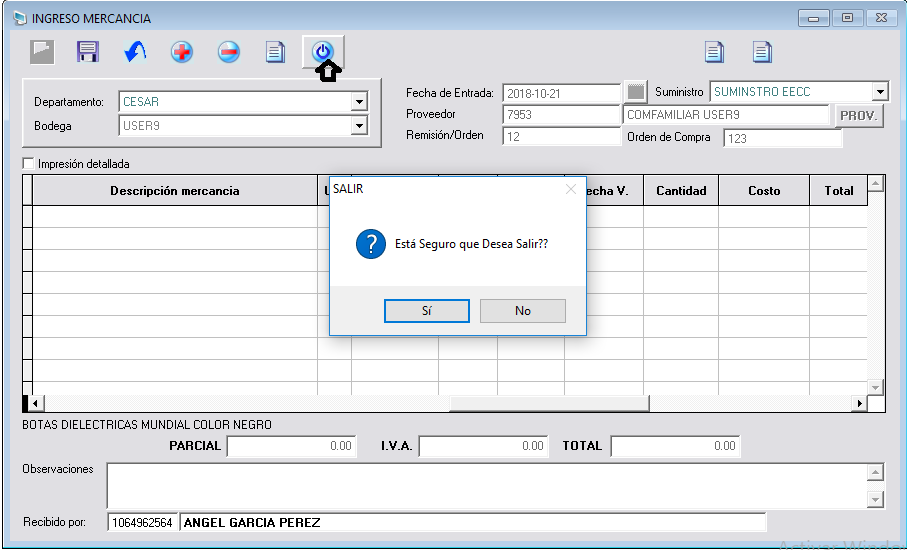 INGRESO MERCANCIA
Departamento: CESAR
Bodega USER9
Fecha de Entrada: 2018-10-21 Suministro SUMINSTRO EECC
Proveedor 7953 COMFAMILIAR USER9 PROV.
Remisión/Orden 12 Orden de Compra 123
Impresión detallada
Descripción mercancia U echa V. Cantidad Costo Total
SALIR
Está Seguro que Desea Salir??
Sí No
BOTAS DIELECTRICAS MUNDIAL COLOR NEGRO
PARCIAL 0.00 I.V.A. 0.00 TOTAL 0.00
Observaciones
Recibido por: 1064962564 ANGEL GARCIA PEREZ